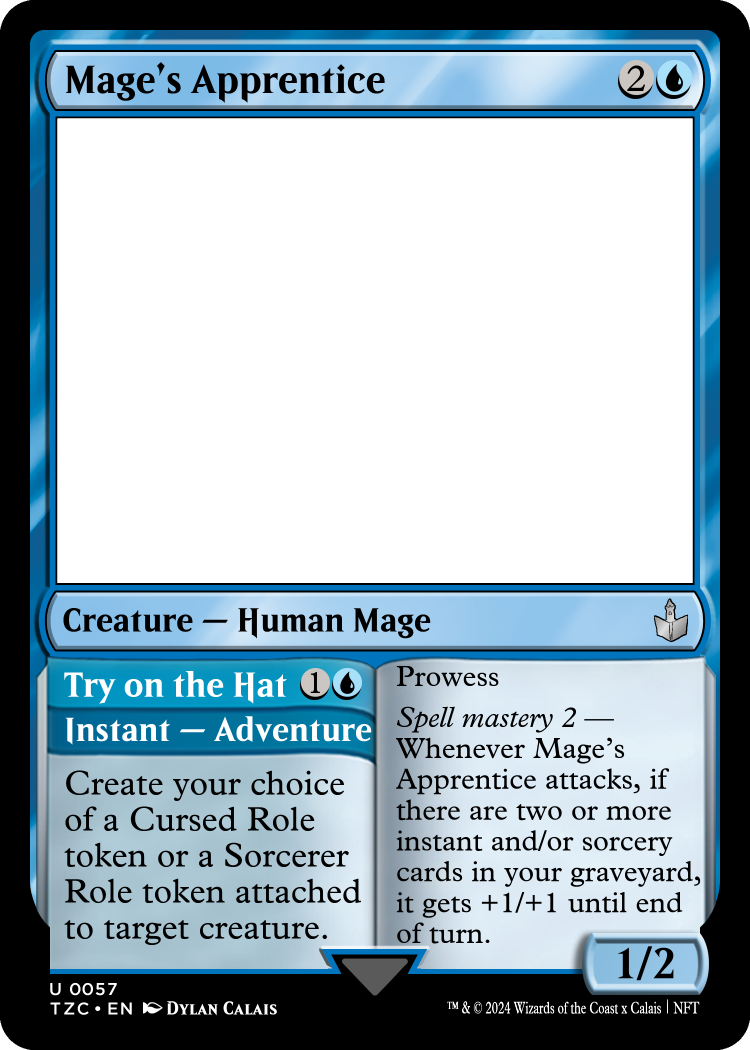 Mage's Apprentice 2
Creature — Human Mage
Try on the Hat 1
Instant — Adventure
Create your choice
of a Cursed Role
token or a Sorcerer
Role token attached
to target creature.
Prowess
Spell mastery 2 —
Whenever Mage's
Apprentice attacks, if
there are two or more
instant and/or sorcery
cards in your graveyard,
it gets +1/+1 until end
of turn.
1/2
U 0057
TZC • EN Dylan Calais
™ & © 2024 Wizards of the Coast x Calais | NFT